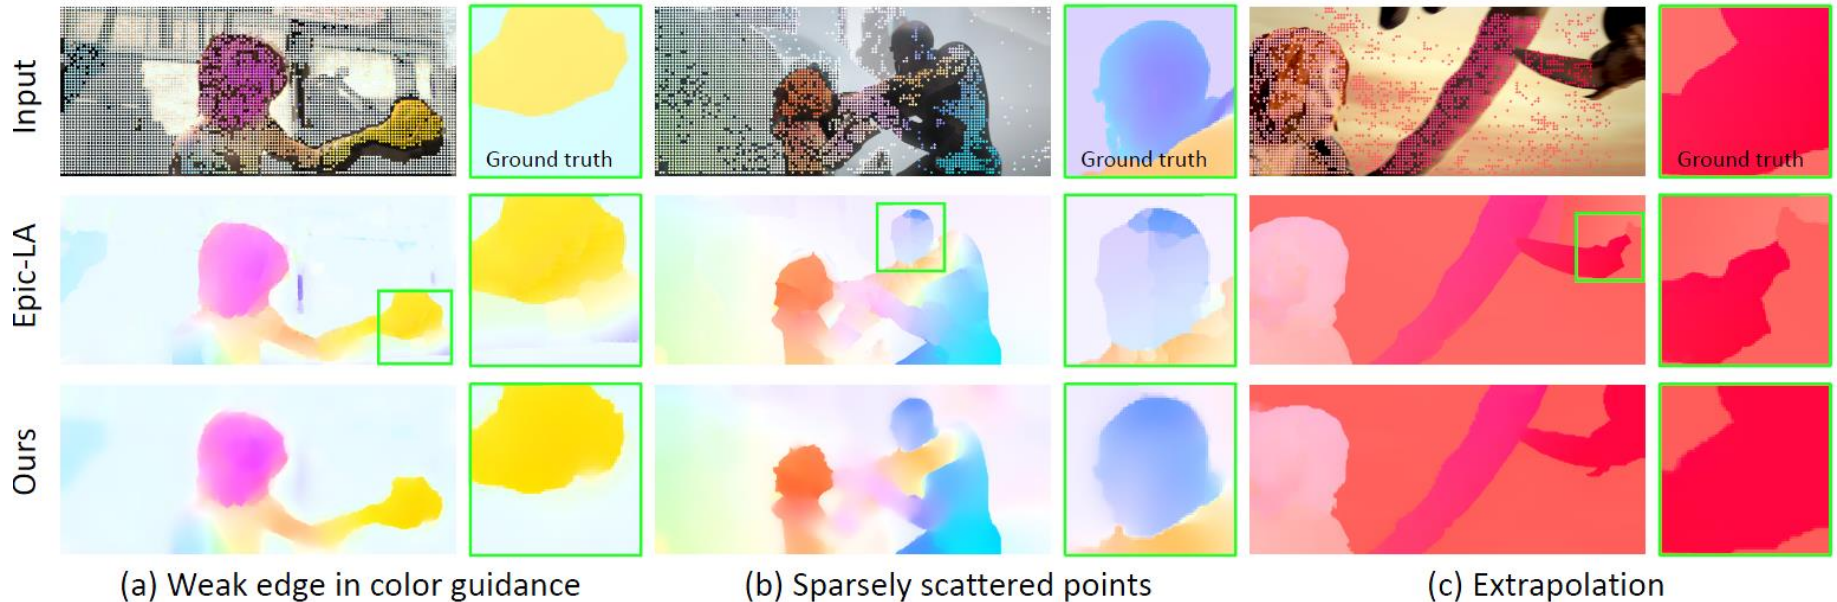 Input
Ground truth
Ground truth
Ground truth
Epic-LA
Ours
(a) Weak edge in color guidance
(b) Sparsely scattered points
(c) Extrapolation